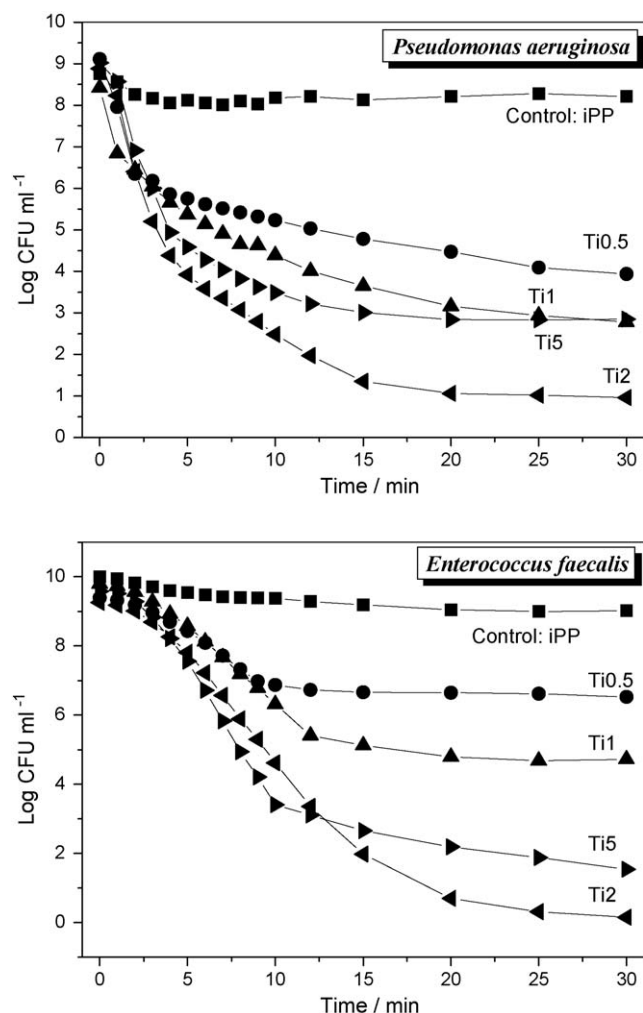 Pseudomonas aeruginosa
10
9
8
7
6
5
4
3
2
1
0
Log CFU ml⁻¹
Control: iPP
Ti0.5
Ti1
Ti5
Ti2
0 5 10 15 20 25 30
Time / min
Enterococcus faecalis
10
8
6
4
2
0
Log CFU ml⁻¹
Control: iPP
Ti0.5
Ti1
Ti5
Ti2
0 5 10 15 20 25 30
Time / min